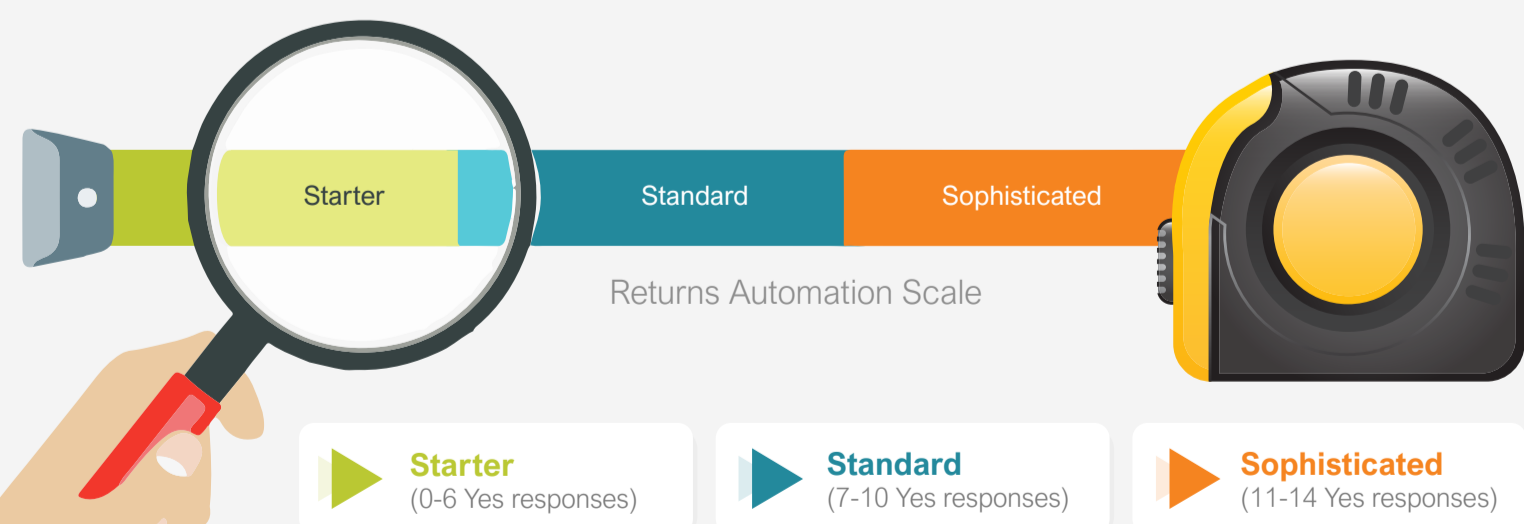 Starter
Standard
Sophisticated
Returns Automation Scale
Starter
(0-6 Yes responses)
Standard
(7-10 Yes responses)
Sophisticated
(11-14 Yes responses)